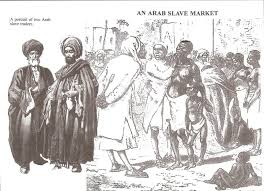 A portrait of two Arab
slave traders.
AN ARAB SLAVE MARKET